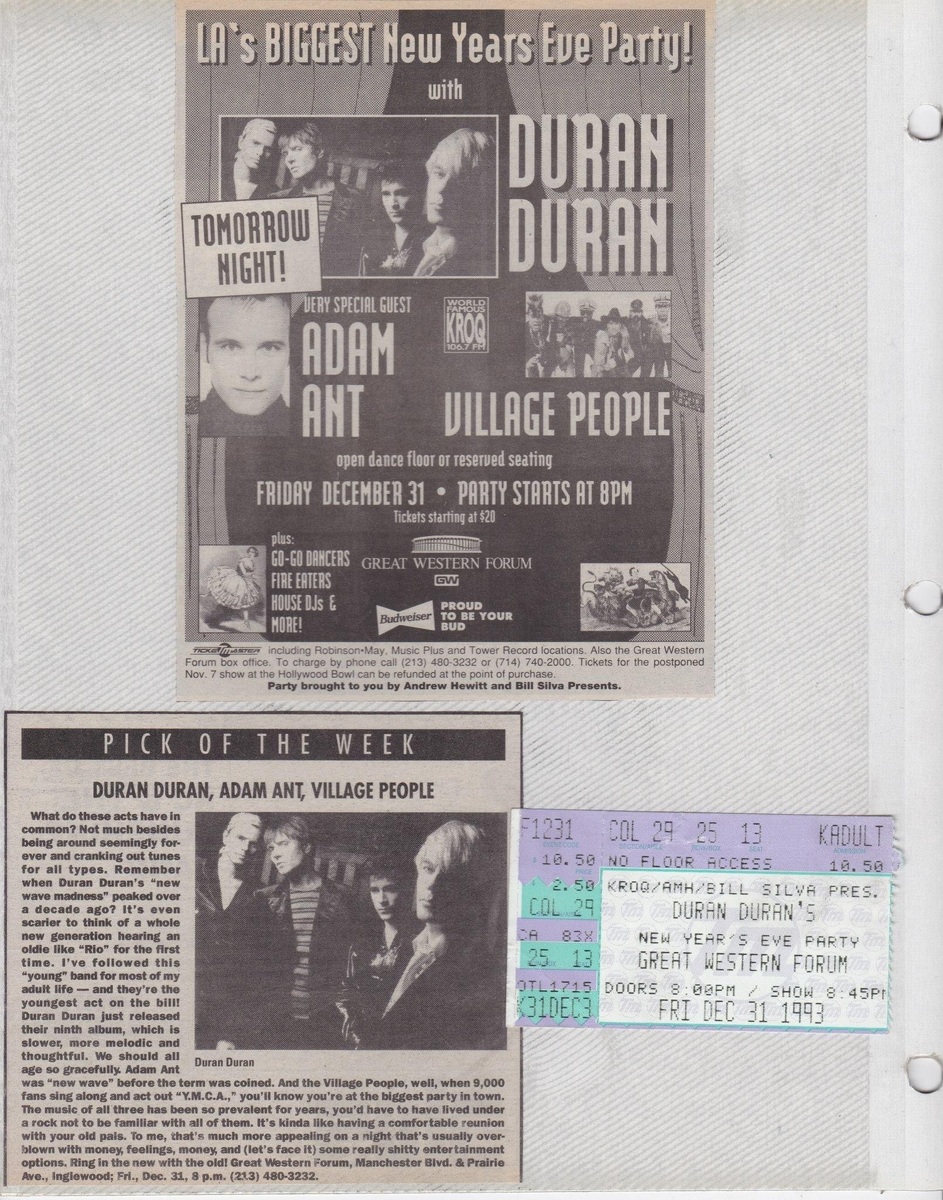 LA's BIGGEST New Years Eve Party!
with
DURAN
DURAN
TOMORROW
NIGHT!
VERY SPECIAL GUEST
ADAM
ANT
WORLD
FAMOUS
KROQ
106.7 FM
VILLAGE PEOPLE
open dance floor or reserved seating
FRIDAY DECEMBER 31 • PARTY STARTS AT 8PM
Tickets starting at $20
plus:
GO-GO DANCERS
FIRE EATERS
HOUSE DJs &
MORE!
GREAT WESTERN FORUM
GW
Budweiser
PROUD
TO BE YOUR
BUD
TICKETMASTER including Robinson•May, Music Plus and Tower Record locations. Also the Great Western
Forum box office. To charge by phone call (213) 480-3232 or (714) 740-2000. Tickets for the postponed
Nov. 7 show at the Hollywood Bowl can be refunded at the point of purchase.
Party brought to you by Andrew Hewitt and Bill Silva Presents.
PICK OF THE WEEK
DURAN DURAN, ADAM ANT, VILLAGE PEOPLE
What do these acts have in
common? Not much besides
being around seemingly for-
ever and cranking out tunes
for all types. Remember
when Duran Duran's "new
wave madness" peaked over
a decade ago? It's even
scarier to think of a whole
new generation hearing an
oldie like "Rio" for the first
time. I've followed this
"young" band for most of my
adult life — and they're the
youngest act on the bill!
Duran Duran just released
their ninth album, which is
slower, more melodic and
thoughtful. We should all
age so gracefully. Adam Ant
was "new wave" before the term was coined. And the Village People, well, when 9,000
fans sing along and act out "Y.M.C.A.," you'll know you're at the biggest party in town.
The music of all three has been so prevalent for years, you'd have to have lived under
a rock not to be familiar with all of them. It's kinda like having a comfortable reunion
with your old pals. To me, that's much more appealing on a night that's usually over-
blown with money, feelings, money, and (let's face it) some really shitty entertainment
options. Ring in the new with the old! Great Western Forum, Manchester Blvd. & Prairie
Ave., Inglewood; Fri., Dec. 31, 8 p.m. (213) 480-3232.
Duran Duran
F1231 COL 29 25 13 KADULT
10.50 NO FLOOR ACCESS 10.50
2.50 KROQ/AMH/BILL SILVA PRES.
COL 29 DURAN DURAN'S
CA 83X NEW YEAR'S EVE PARTY
25 13 GREAT WESTERN FORUM
OTL1715 DOORS 8:00PM / SHOW 8:45PM
K31DEC3 FRI DEC 31 1993